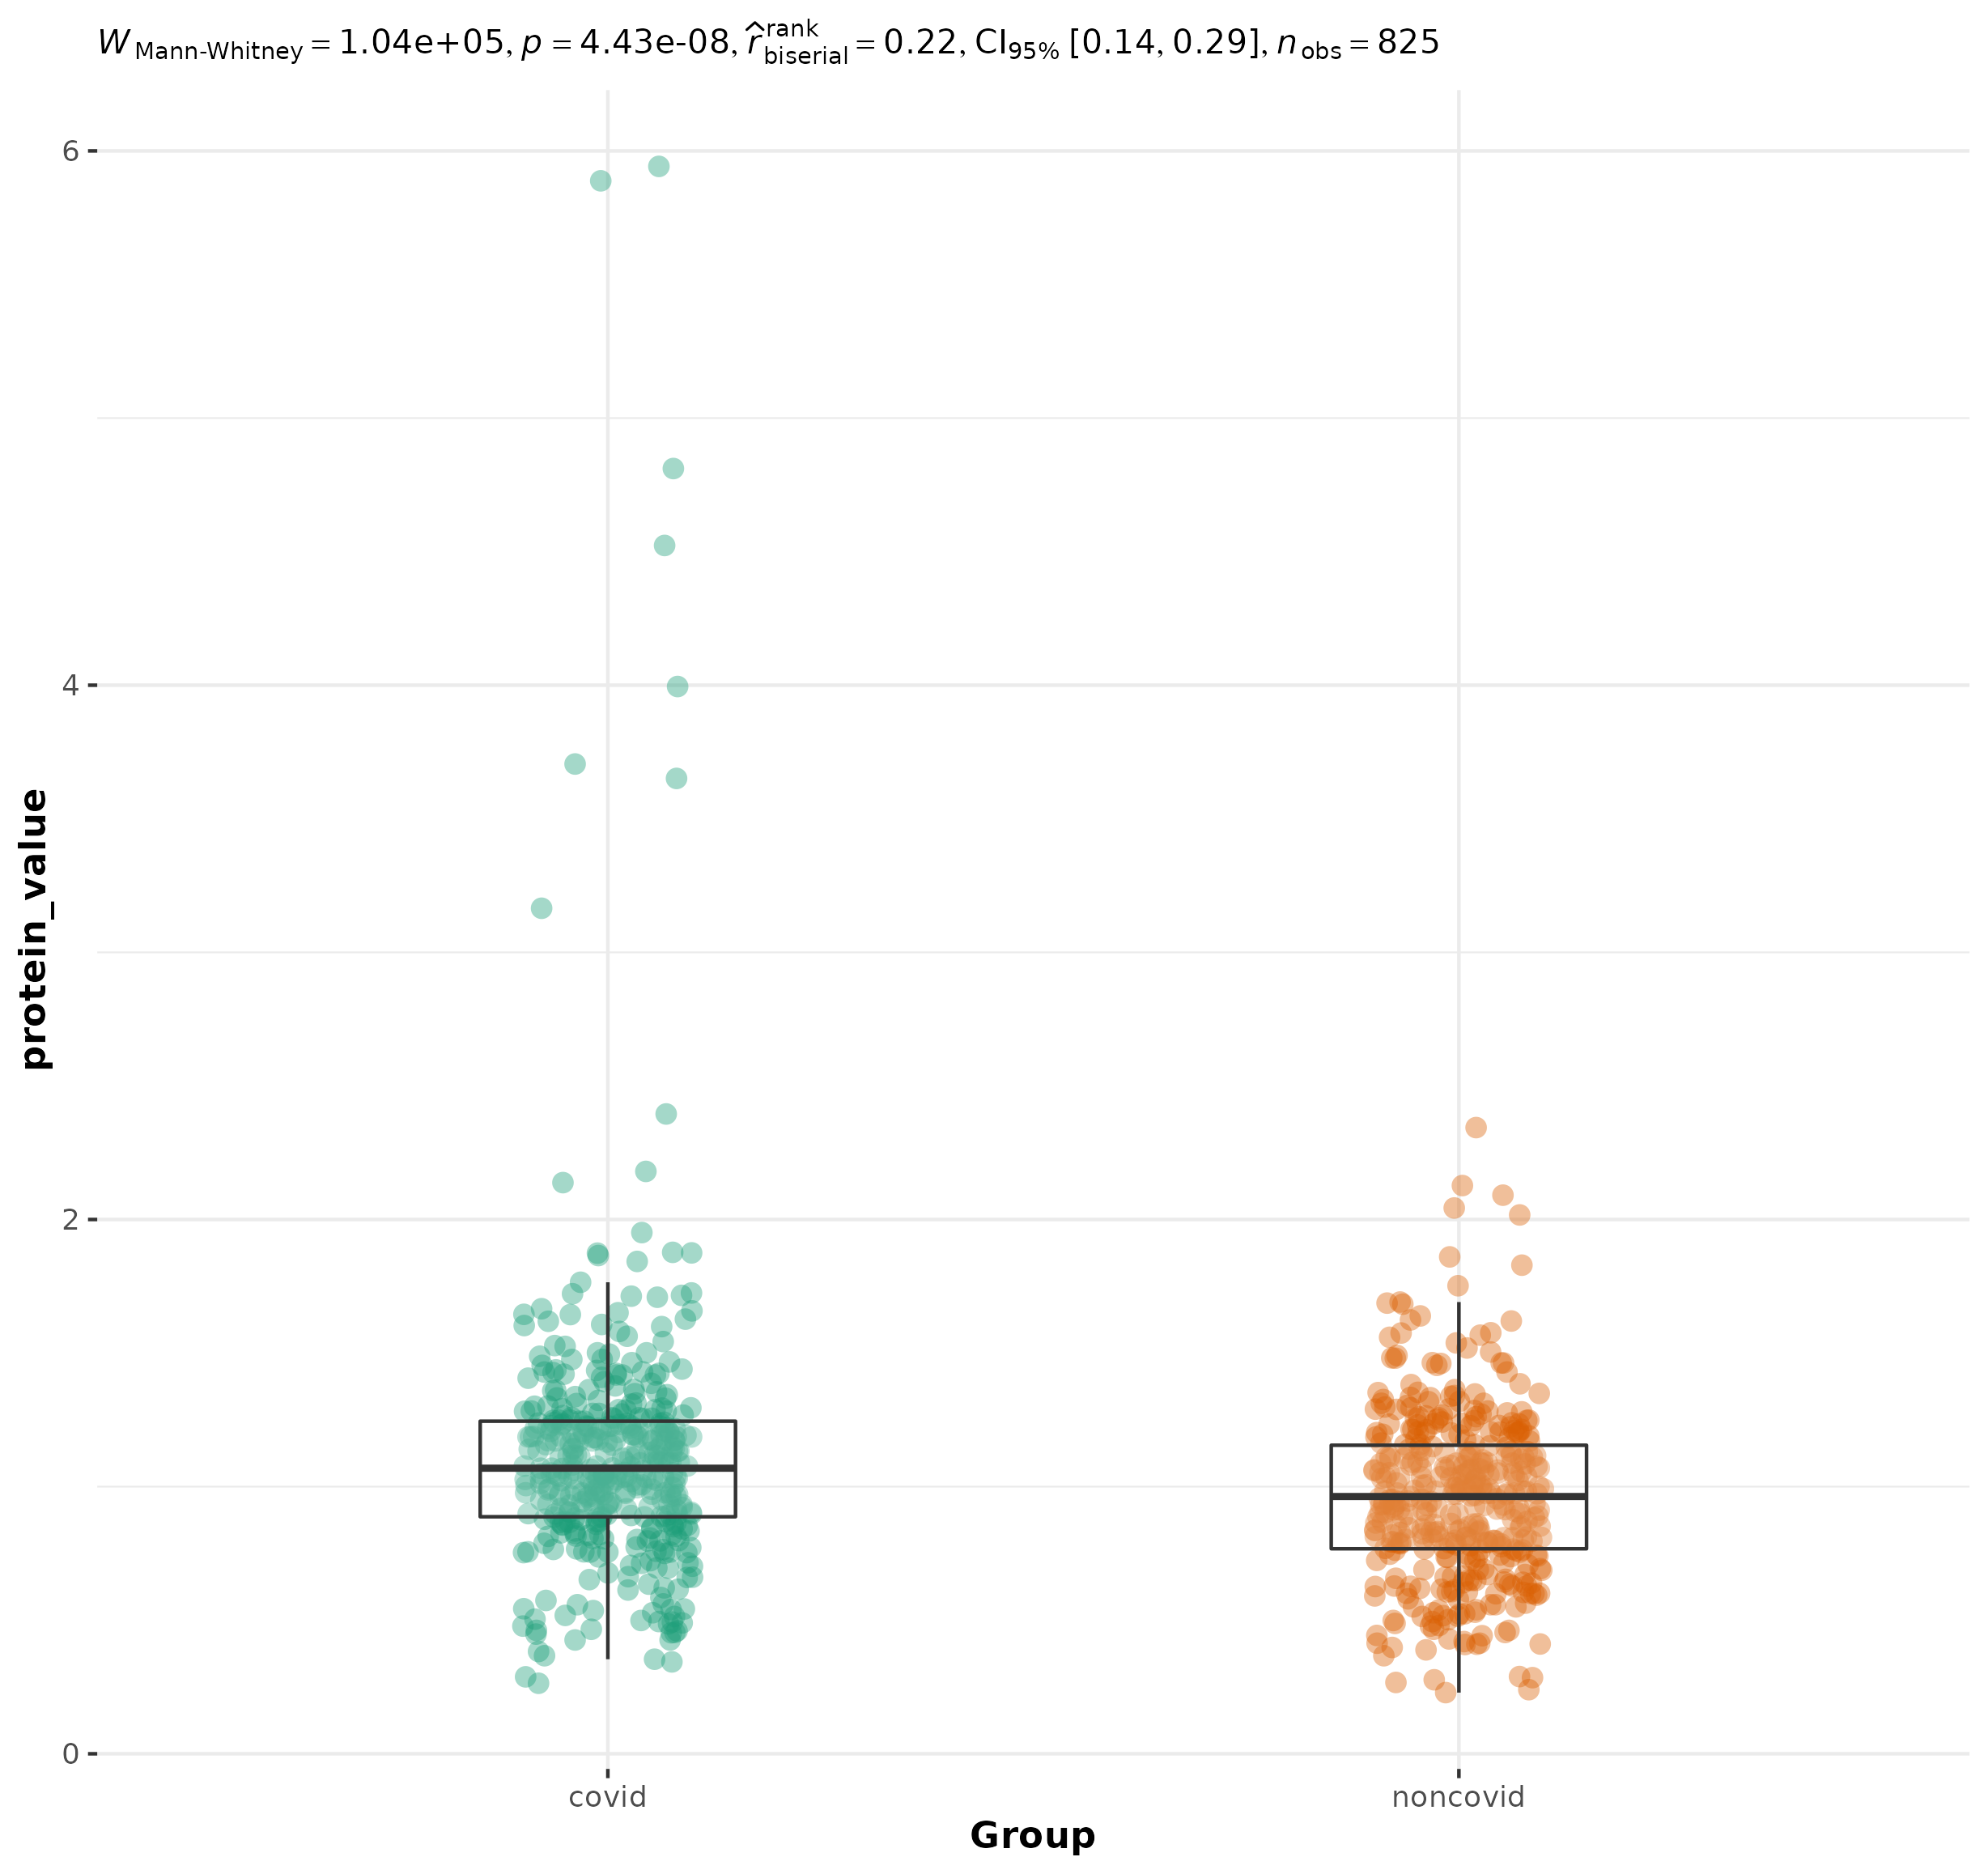 W Mann-Whitney = 1.04e+05, p = 4.43e-08, r̂ rank biserial = 0.22, CI95% [0.14, 0.29], n obs = 825
6
4
2
0
protein_value
covid noncovid
Group